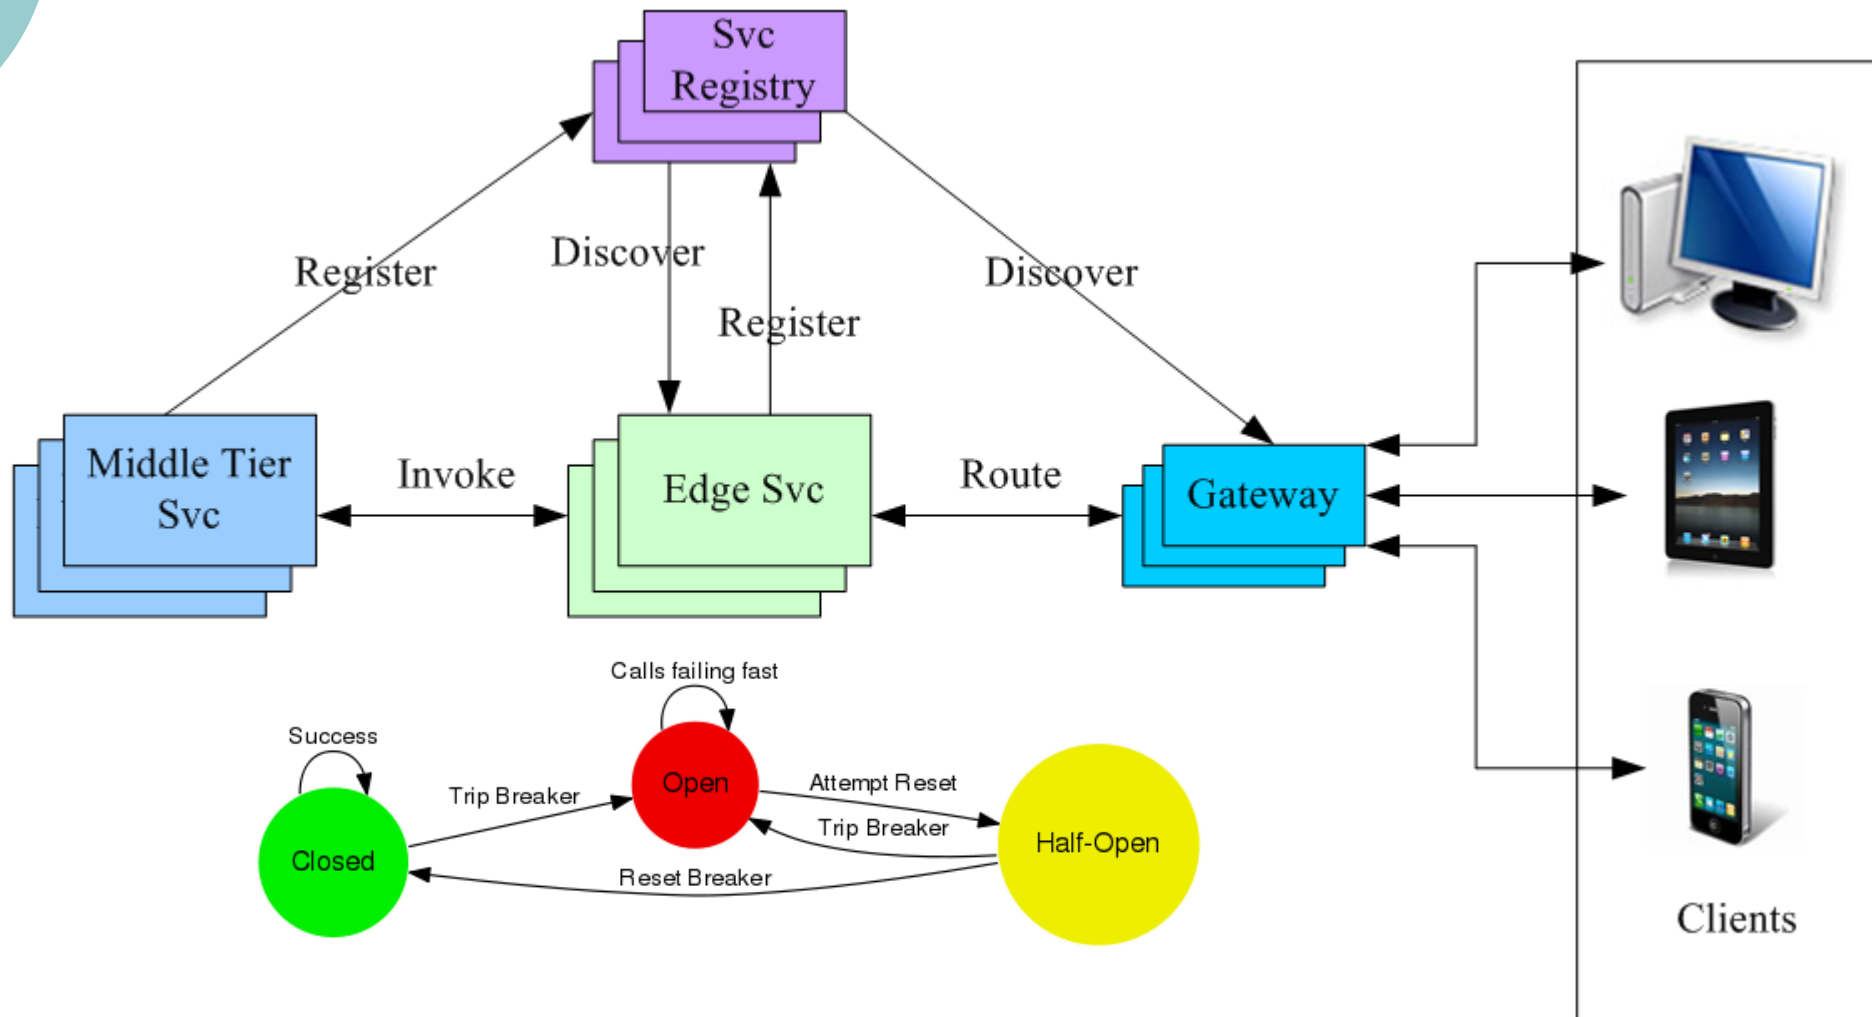 Svc
Registry
Register
Discover
Register
Discover
Middle Tier
Svc
Invoke
Edge Svc
Route
Gateway
Calls failing fast
Success
Open
Attempt Reset
Trip Breaker
Trip Breaker
Closed
Half-Open
Reset Breaker
Clients